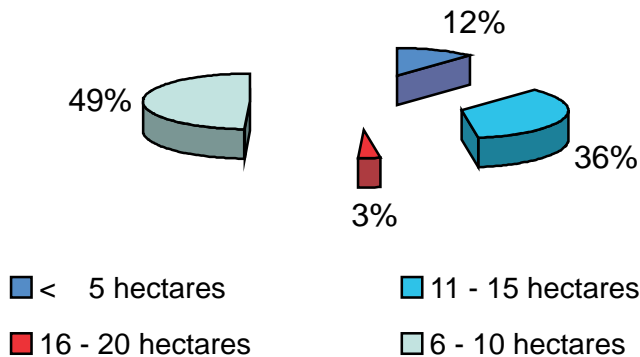 12%
49%
36%
3%
< 5 hectares
11 - 15 hectares
16 - 20 hectares
6 - 10 hectares